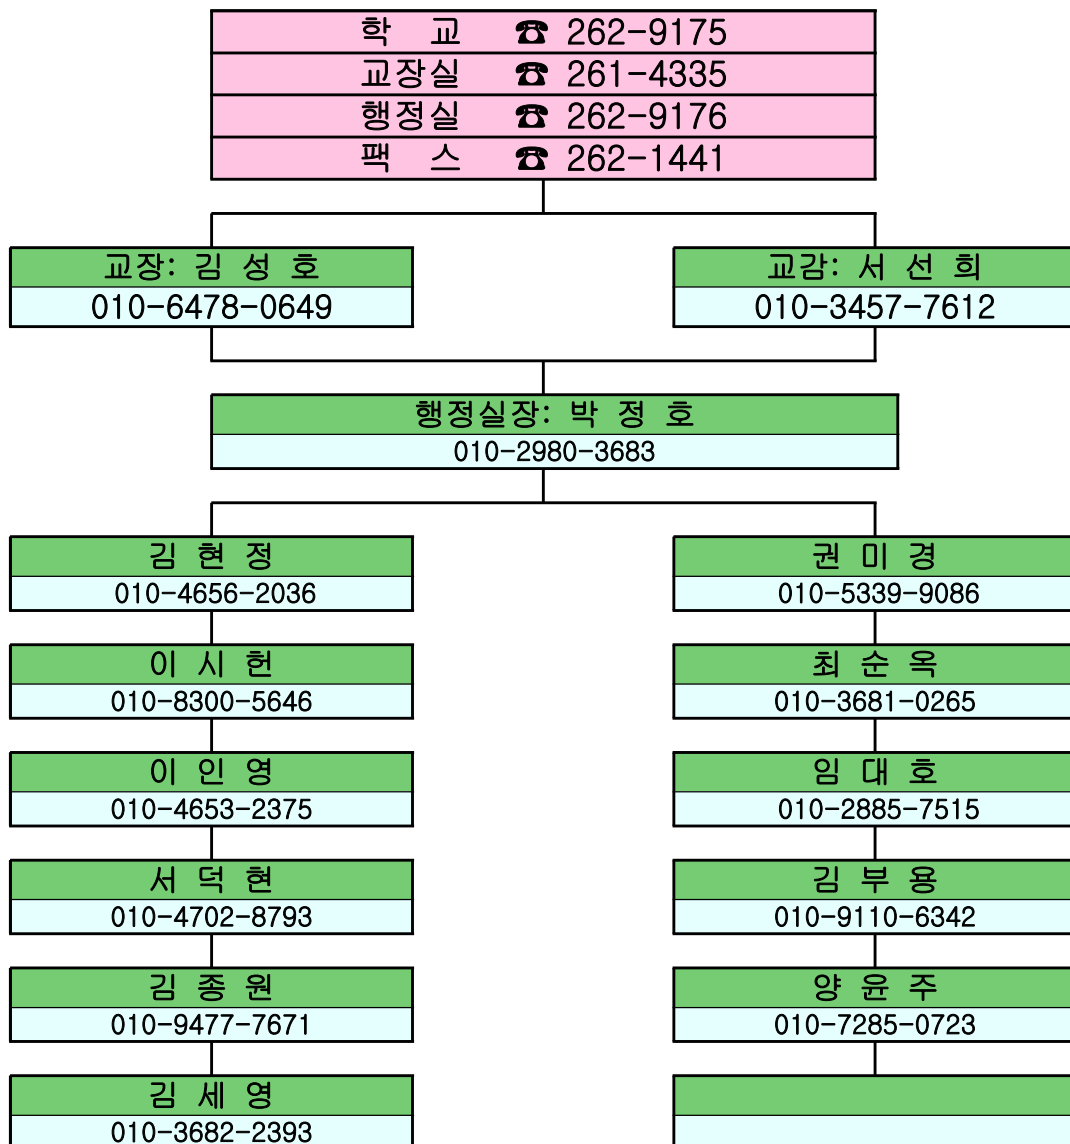 학 교 ☎ 262-9175
교장실 ☎ 261-4335
행정실 ☎ 262-9176
팩 스 ☎ 262-1441
교장: 김 성 호
010-6478-0649
교감: 서 선 희
010-3457-7612
행정실장: 박 정 호
010-2980-3683
김 현 정
010-4656-2036
이 시 헌
010-8300-5646
이 인 영
010-4653-2375
서 덕 현
010-4702-8793
김 종 원
010-9477-7671
김 세 영
010-3682-2393
권 미 경
010-5339-9086
최 순 옥
010-3681-0265
임 대 호
010-2885-7515
김 부 용
010-9110-6342
양 윤 주
010-7285-0723